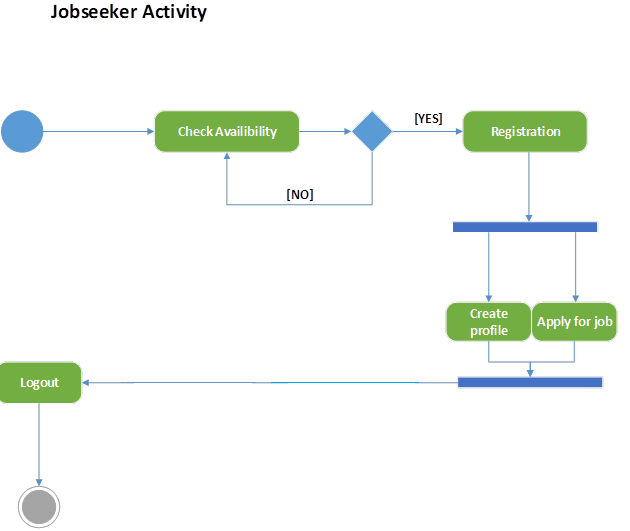 Jobseeker Activity
Check Availibility
[YES]
Registration
[NO]
Create
profile
Apply for job
Logout